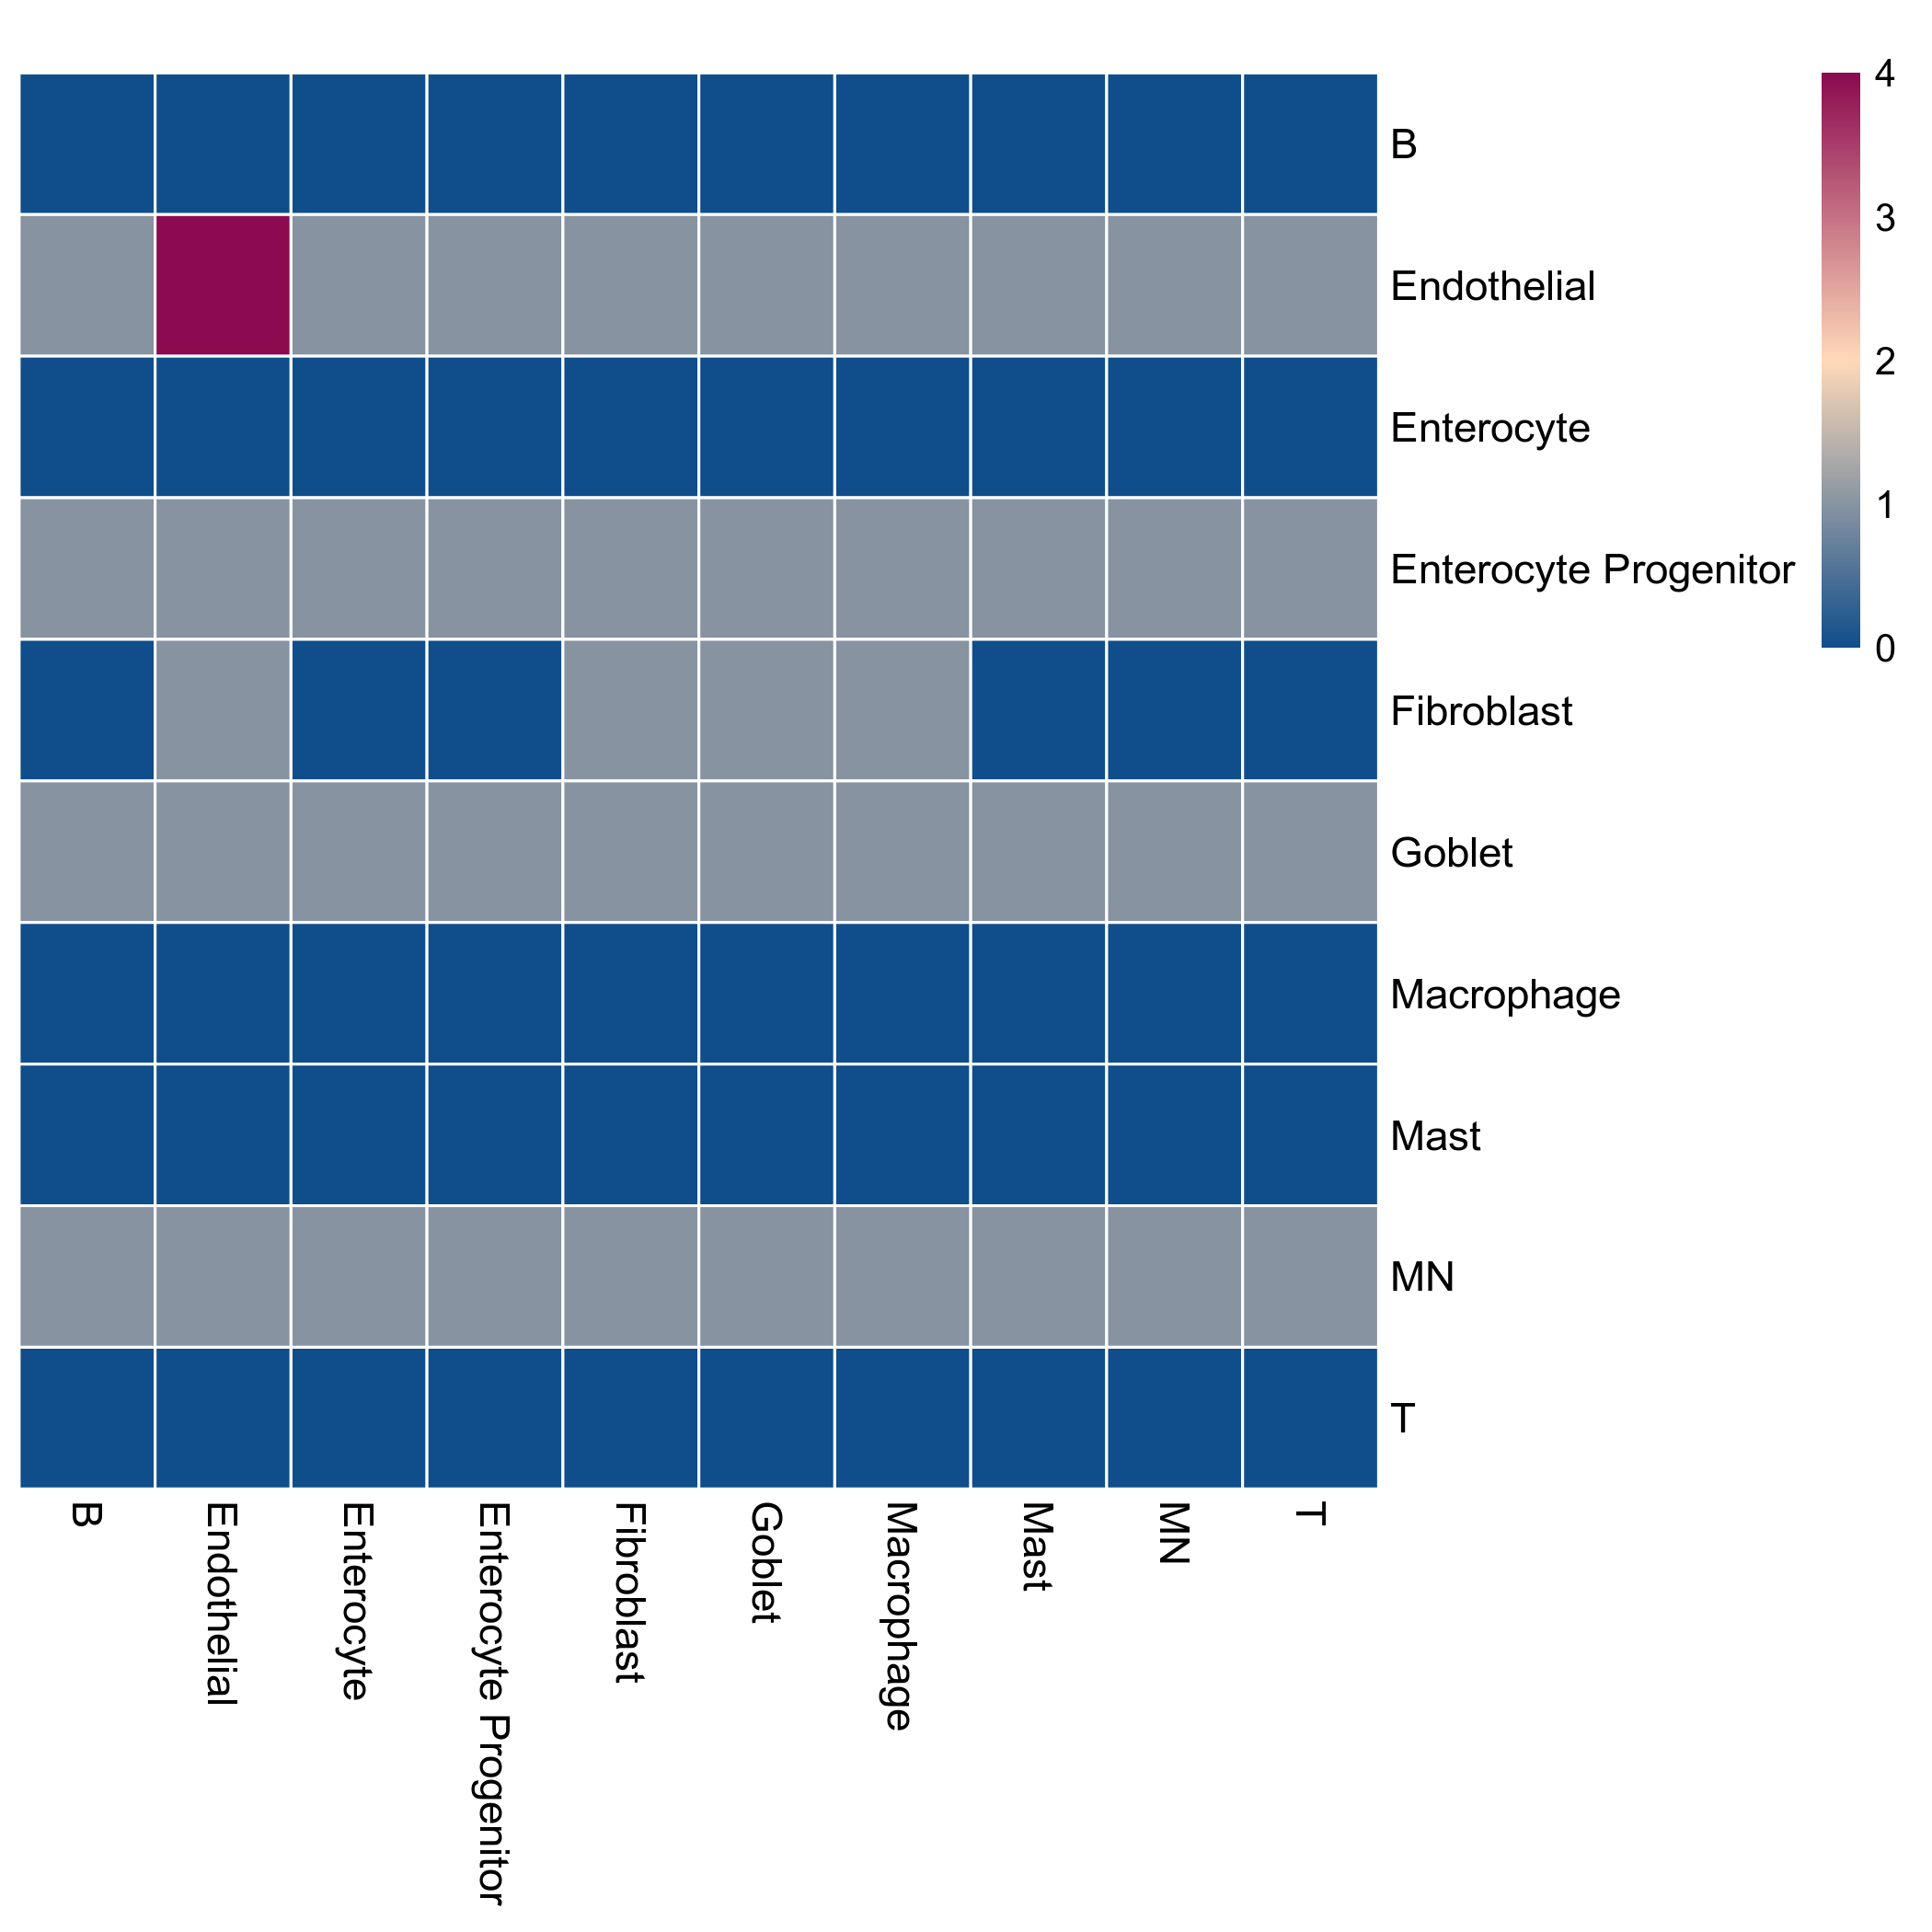 4
3
2
1
0
B
Endothelial
Enterocyte
Enterocyte Progenitor
Fibroblast
Goblet
Macrophage
Mast
MN
T
B
Endothelial
Enterocyte
Enterocyte Progenitor
Fibroblast
Goblet
Macrophage
Mast
MN
T